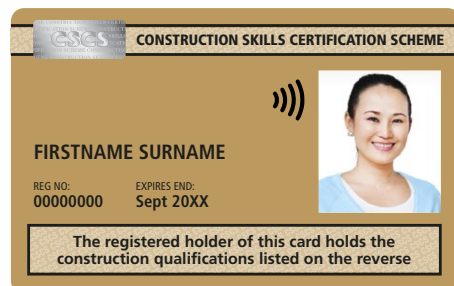 cscs
CONSTRUCTION SKILLS CERTIFICATION SCHEME
FIRSTNAME SURNAME
REG NO: EXPIRES END:
00000000 Sept 20XX
The registered holder of this card holds the
construction qualifications listed on the reverse